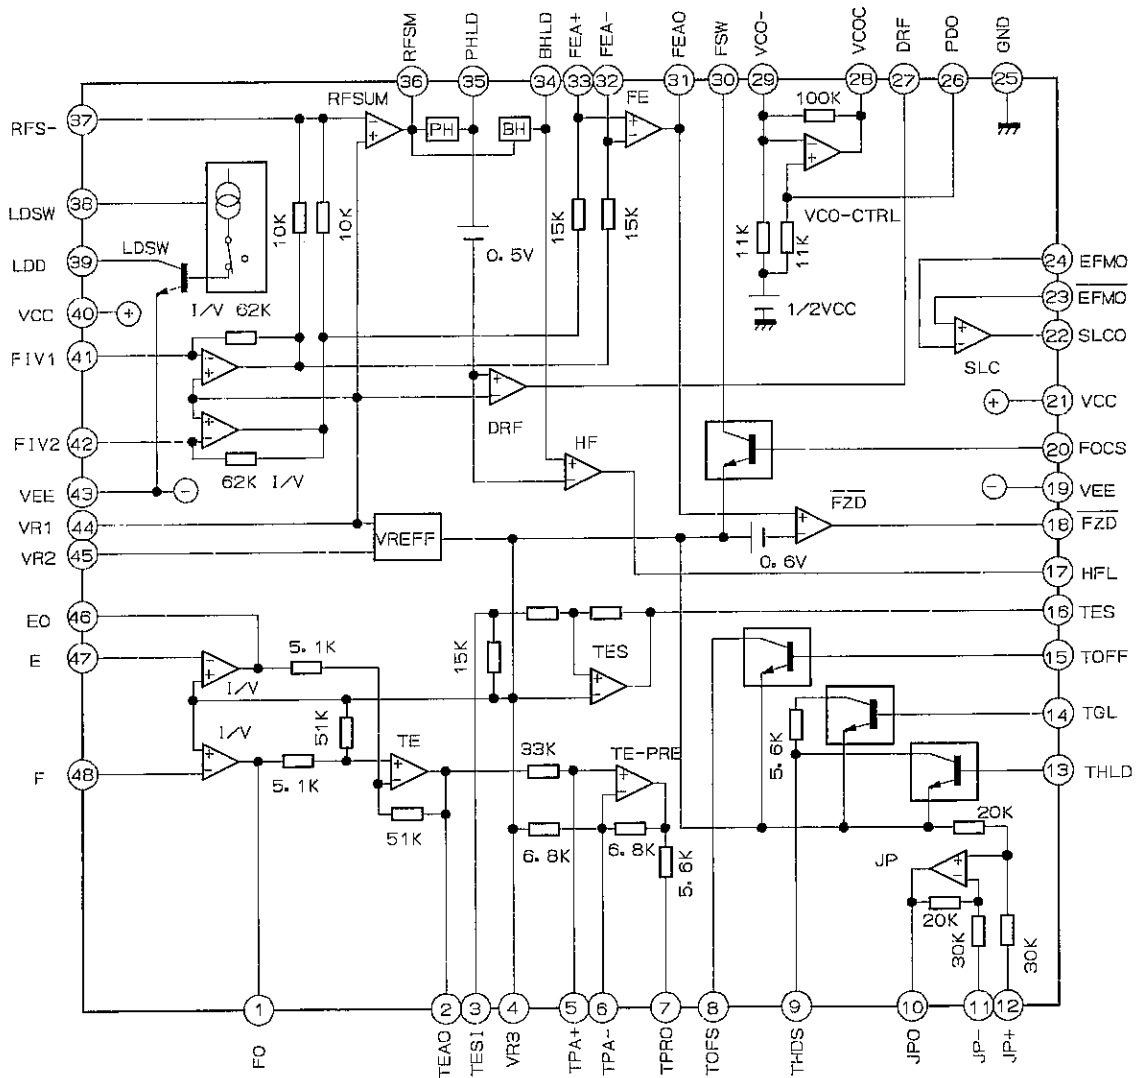 RFSM
PHLD
BHLD
FEA+
FEA-
FEAO
FSW
VCO-
VCOC
DRF
PDO
GND
36
35
34
33
32
31
30
29
28
27
26
25
RFS-
37
RFSUM
PH
BH
FE
100K
LDSW
38
10K
10K
15K
15K
VCO-CTRL
11K
11K
LDD
39
LDSW
0.5V
24
EFMO
VCC
40
+
I/V 62K
1/2VCC
23
EFMO
FIV1
41
22
SLCO
SLC
DRF
+
21
VCC
FIV2
42
62K I/V
HF
20
FOCS
VEE
43
-
FZD
-
19
VEE
VR1
44
VREFF
18
FZD
VR2
45
0.6V
17
HFL
EO
46
16
TES
E
47
5.1K
15K
TES
15
TOFF
I/V
I/V
51K
14
TGL
F
48
5.1K
TE
33K
TE-PRE
5.6K
13
THLD
51K
6.8K
6.8K
5.6K
20K
JP
20K
30K
30K
1
2
3
4
5
6
7
8
9
10
11
12
FO
TEAO
TESI
VR3
TPA+
TPA-
TPRO
TOFS
THDS
JPO
JP-
JP+